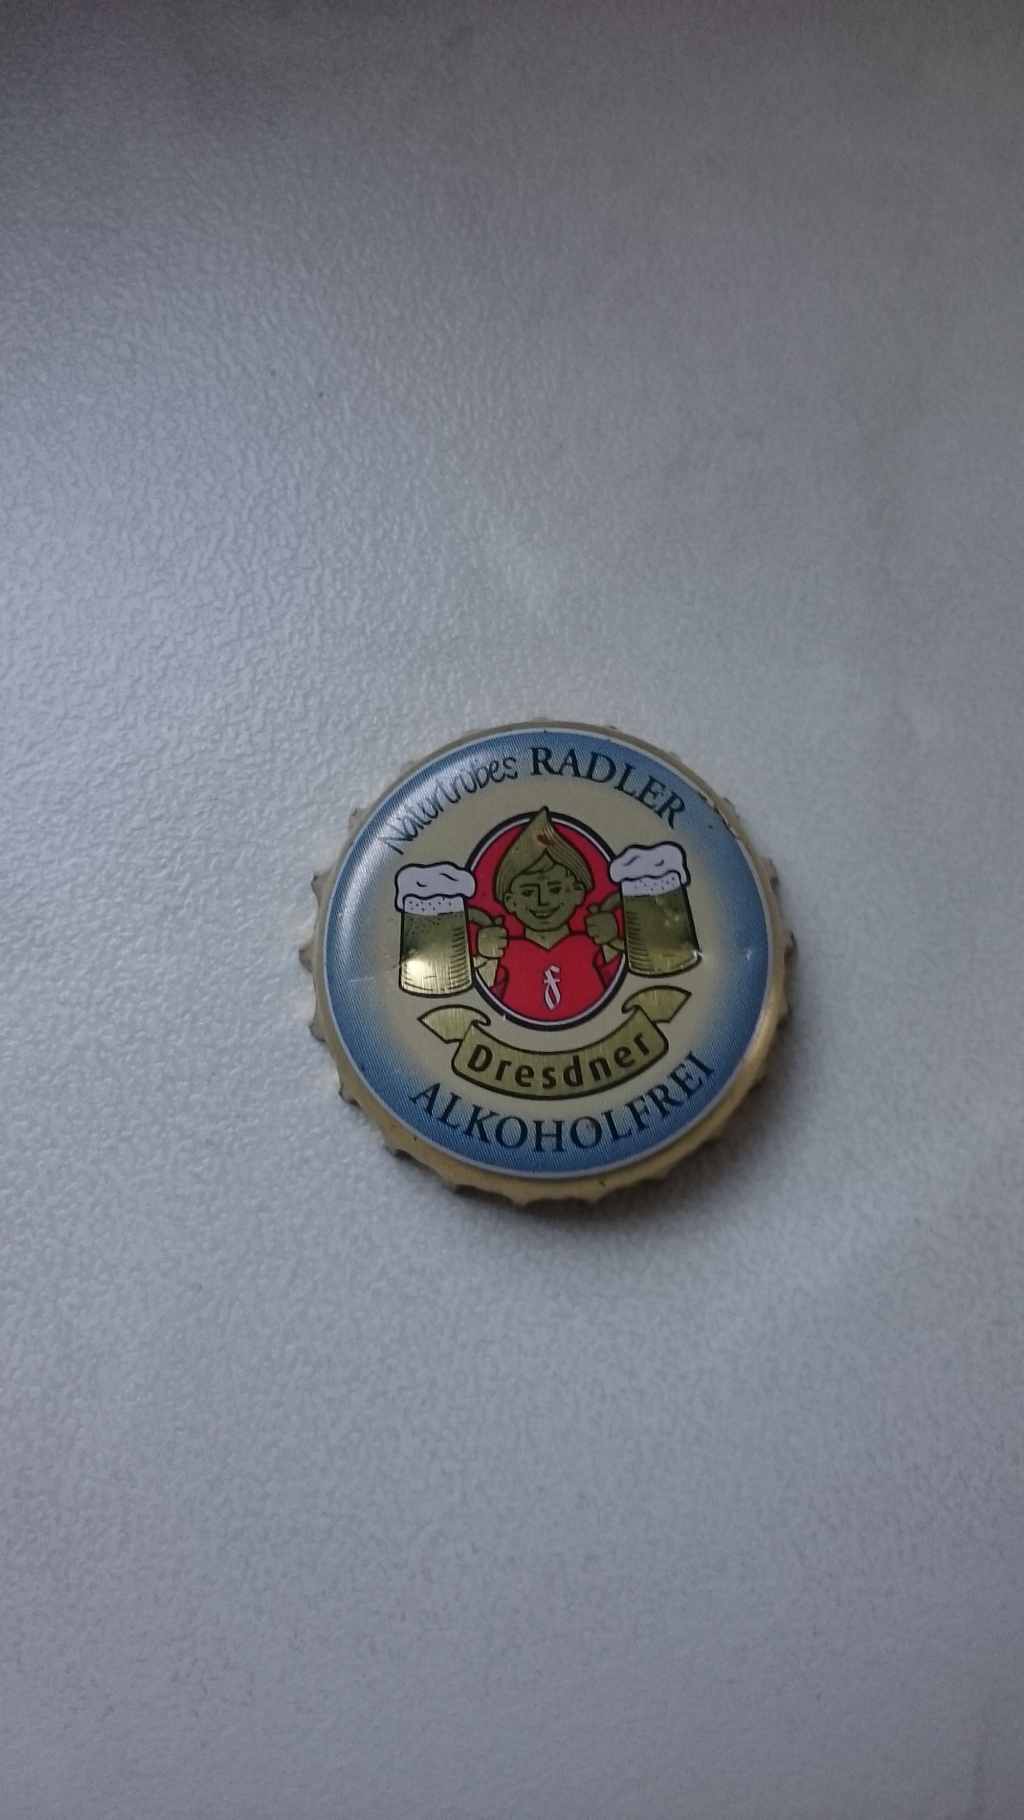 Naturtrübes RADLER
f
Dresdner
ALKOHOLFREI